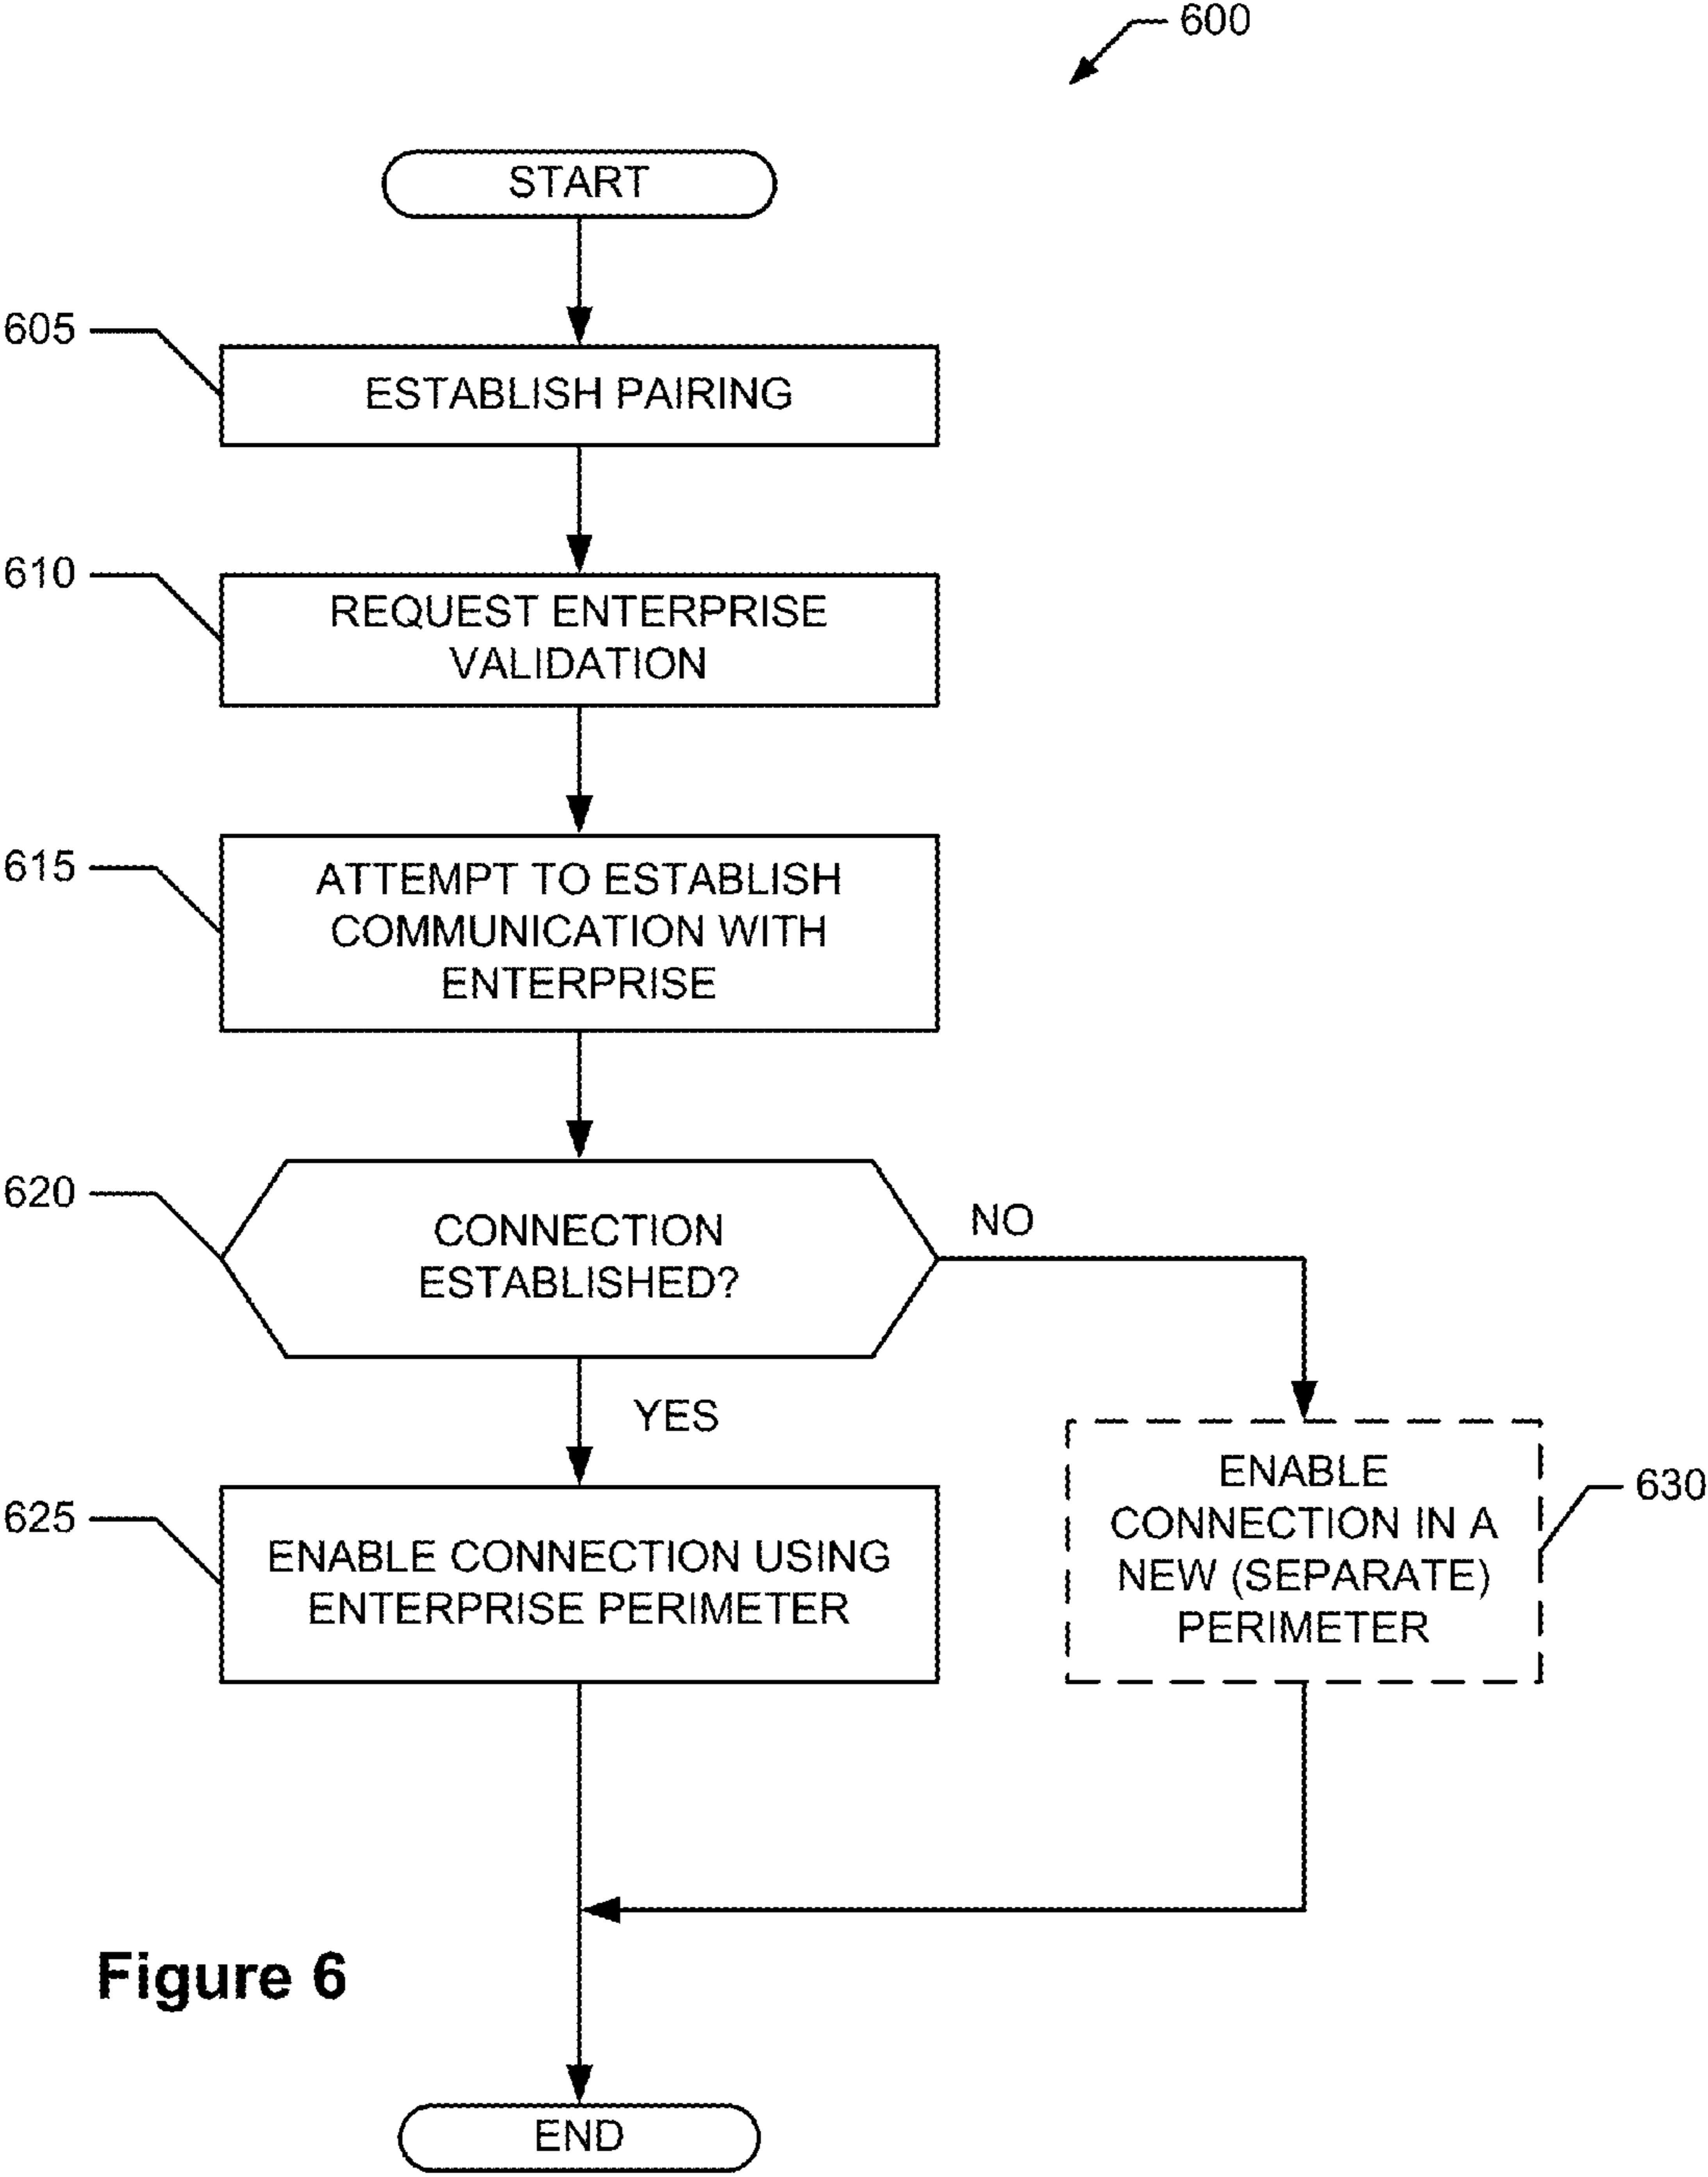 600
START
605
ESTABLISH PAIRING
610
REQUEST ENTERPRISE
VALIDATION
615
ATTEMPT TO ESTABLISH
COMMUNICATION WITH
ENTERPRISE
620
CONNECTION
ESTABLISHED?
NO
YES
625
ENABLE CONNECTION USING
ENTERPRISE PERIMETER
ENABLE
CONNECTION IN A
NEW (SEPARATE)
PERIMETER
630
Figure 6
END